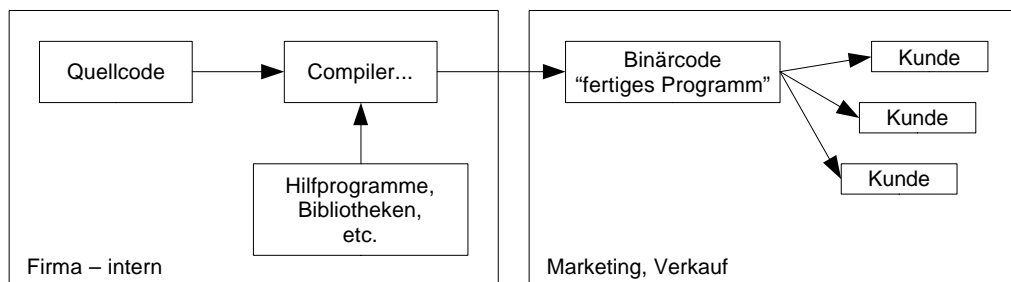 Quellcode
Compiler...
Hilfprogramme,
Bibliotheken,
etc.
Firma – intern
Binärcode
“fertiges Programm”
Kunde
Kunde
Kunde
Marketing, Verkauf